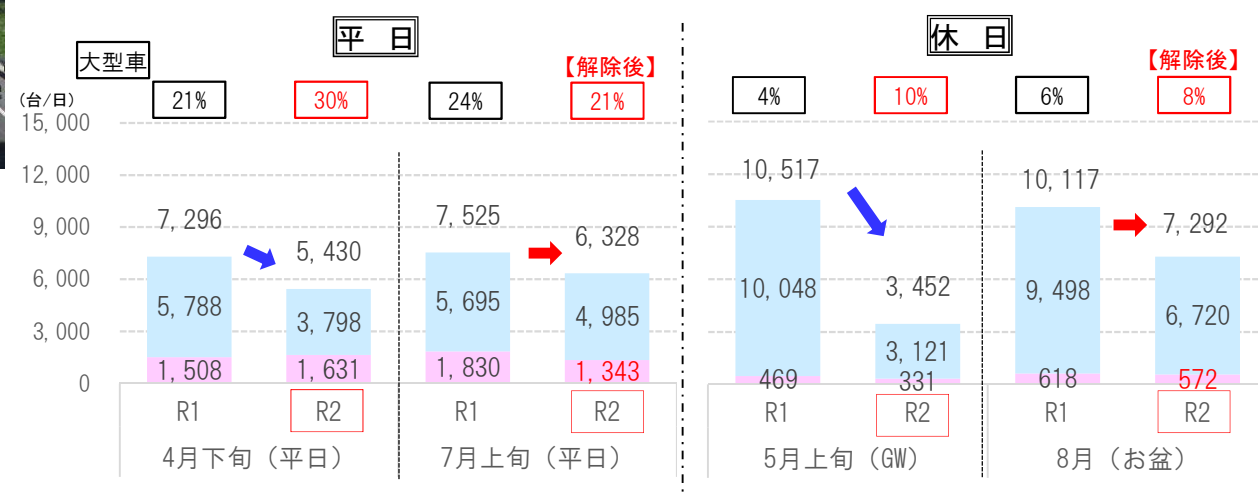 平 日
休 日
大型車
【解除後】
【解除後】
(台/日)
21%
30%
24%
21%
4%
10%
6%
8%
15,000
12,000
9,000
6,000
3,000
0
7,296
5,430
7,525
6,328
10,517
3,452
10,117
7,292
5,788
3,798
5,695
4,985
10,048
3,121
9,498
6,720
1,508
1,631
1,830
1,343
469
331
618
572
R1
R2
R1
R2
R1
R2
R1
R2
4月下旬（平日）
7月上旬（平日）
5月上旬（GW）
8月（お盆）